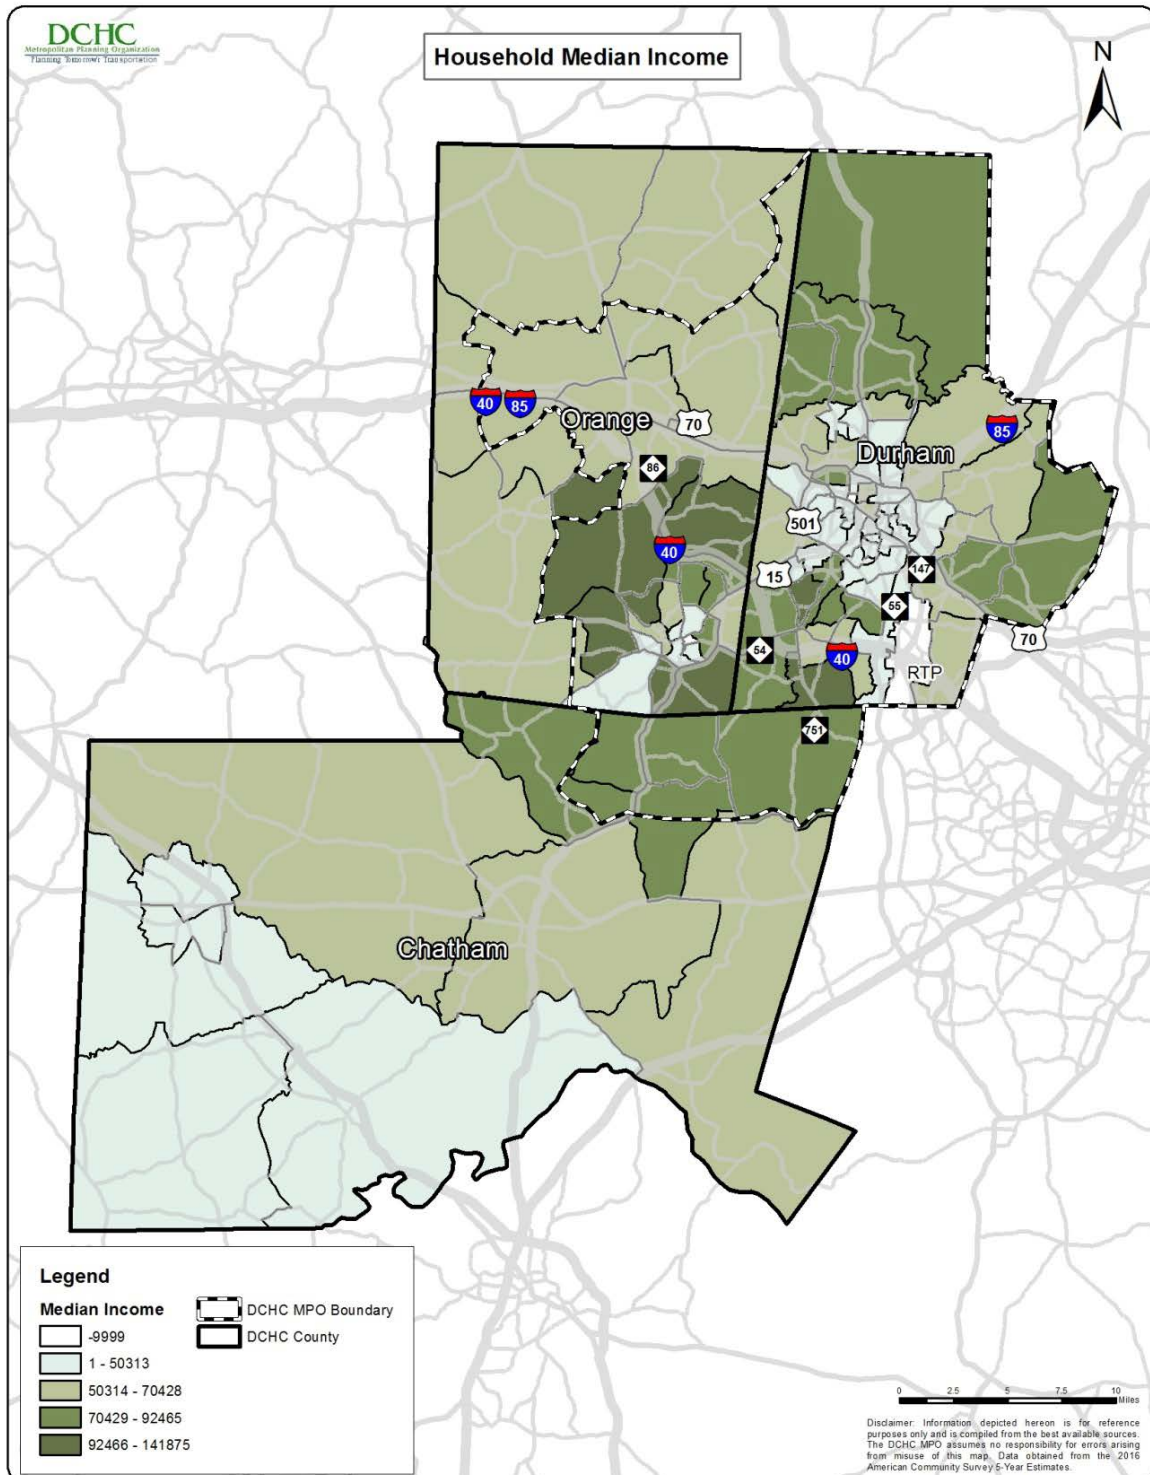 DCHC
Metropolitan Planning Organization
Planning Tomorrow's Transportation
Household Median Income
N
40
85
Orange
70
86
40
85
Durham
501
15
147
55
54
40
70
RTP
751
Chatham
Legend
Median Income
-9999
1 - 50313
50314 - 70428
70429 - 92465
92466 - 141875
DCHC MPO Boundary
DCHC County
0 2.5 5 7.5 10
Miles
Disclaimer: Information depicted hereon is for reference
purposes only and is compiled from the best available sources.
The DCHC MPO assumes no responsibility for errors arising
from misuse of this map. Data obtained from the 2016
American Community Survey 5-Year Estimates.